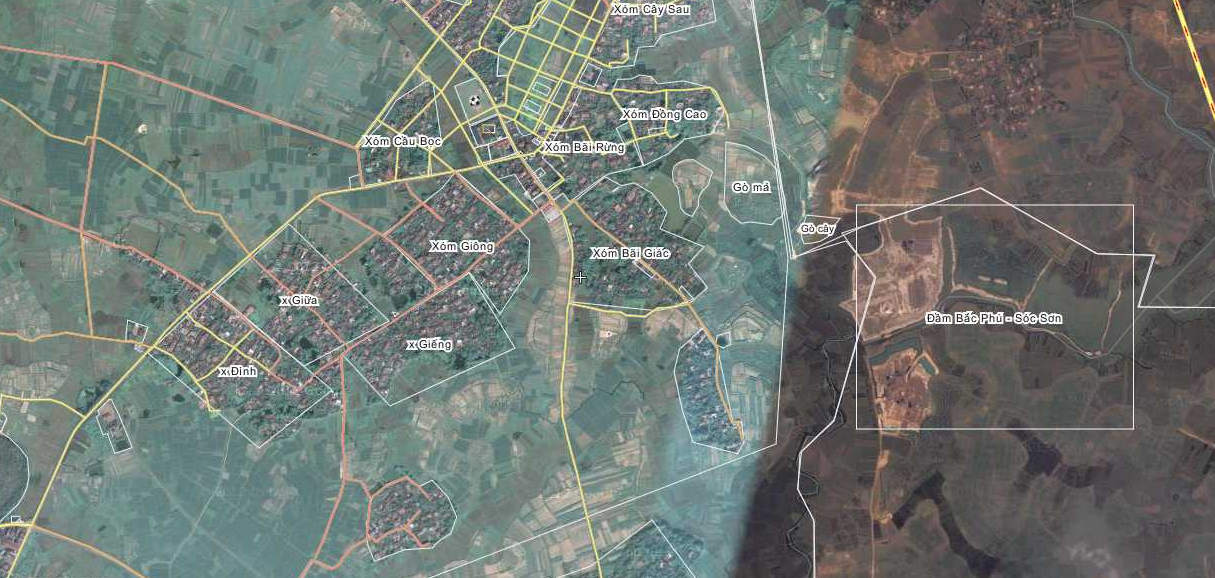 Xóm Cây Sau
Xóm Đồng Cao
Xóm Cầu Bọc
Xóm Bãi Rừng
Gò mả
Gò cây
Xóm Giông
Xóm Bãi Giác
x Giữa
Đầm Bắc Phũ - Sóc Sơn
x Giếng
x Đình